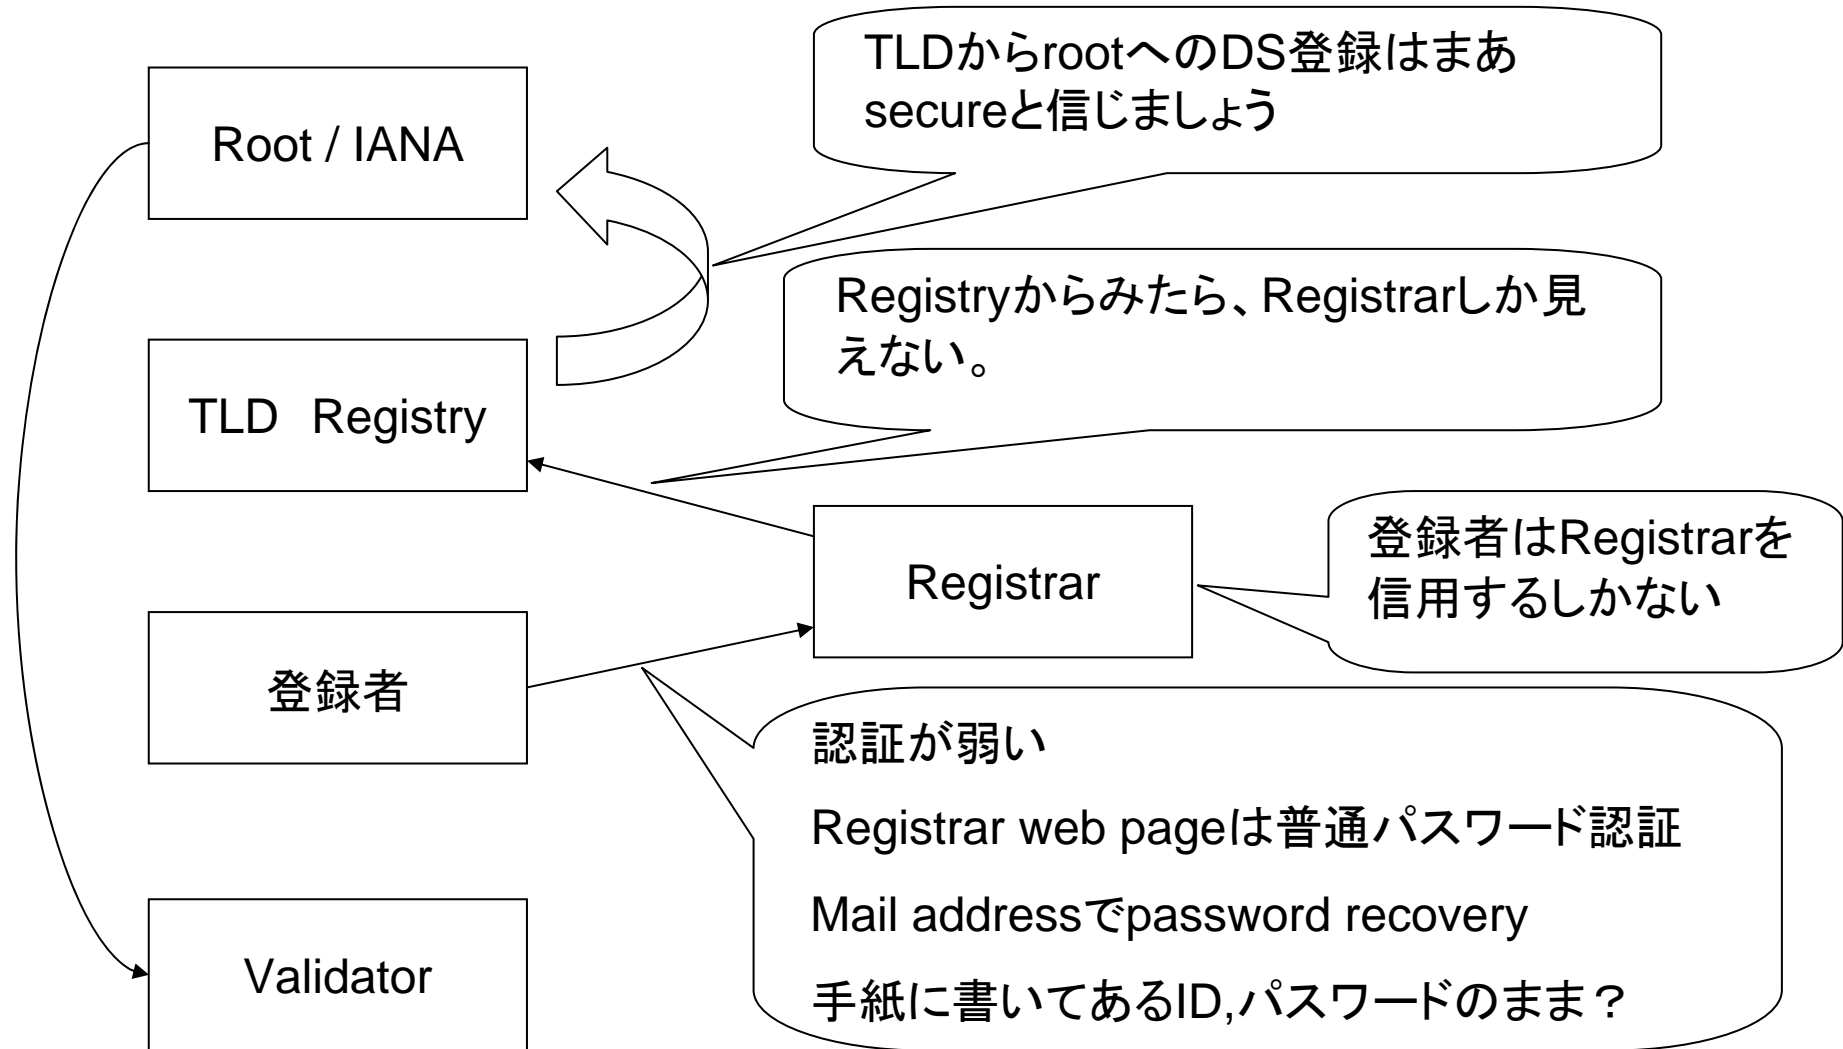 TLDからrootへのDS登録はまあ
secureと信じましょう
Root / IANA
Registryからみたら、Registrarしか見
えない。
TLD　Registry
Registrar
登録者はRegistrarを
信用するしかない
登録者
認証が弱い
Registrar web pageは普通パスワード認証
Mail addressでpassword recovery
手紙に書いてあるID,パスワードのまま？
Validator